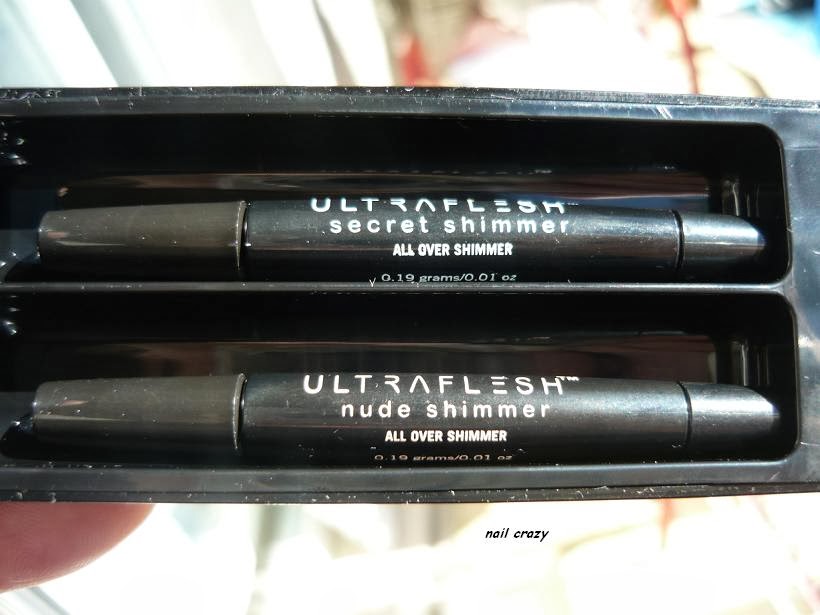 ULTRAFLESH™
secret shimmer
ALL OVER SHIMMER
0.19 grams/0.01 oz
ULTRAFLESH™
nude shimmer
ALL OVER SHIMMER
0.19 grams/0.01 oz
nail crazy